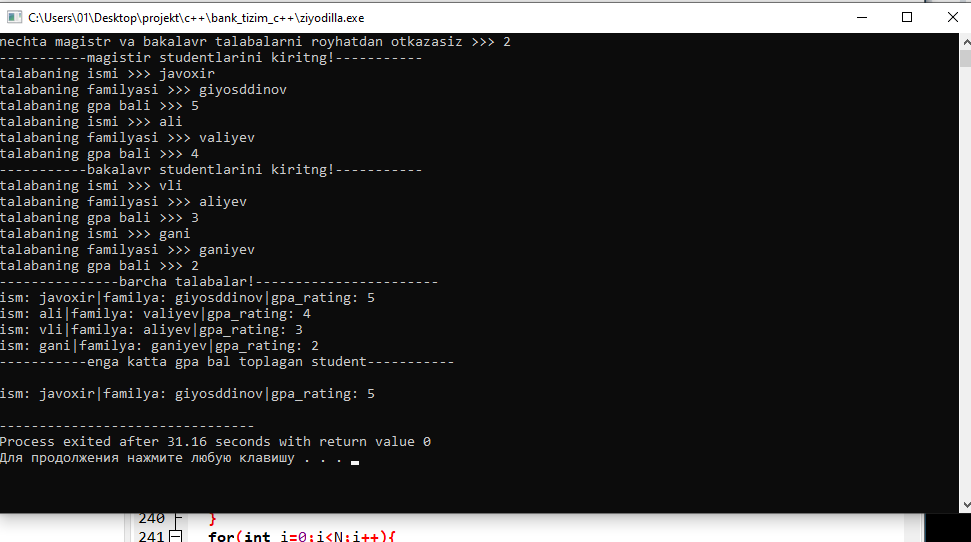 C:\Users\01\Desktop\projekt\c++\bank_tizim_c++\ziyodilla.exe
nechta magistr va bakalavr talabalarni royhatdan otkazasiz >>> 2
-----------magistir studentlarini kiritng!-----------
talabaning ismi >>> javoxir
talabaning familyasi >>> giyosddinov
talabaning gpa bali >>> 5
talabaning ismi >>> ali
talabaning familyasi >>> valiyev
talabaning gpa bali >>> 4
-----------bakalavr studentlarini kiritng!-----------
talabaning ismi >>> vli
talabaning familyasi >>> aliyev
talabaning gpa bali >>> 3
talabaning ismi >>> gani
talabaning familyasi >>> ganiyev
talabaning gpa bali >>> 2
---------------barcha talabalar!-----------------------
ism: javoxir|familya: giyosddinov|gpa_rating: 5
ism: ali|familya: valiyev|gpa_rating: 4
ism: vli|familya: aliyev|gpa_rating: 3
ism: gani|familya: ganiyev|gpa_rating: 2
-----------enga katta gpa bal toplagan student-----------
ism: javoxir|familya: giyosddinov|gpa_rating: 5
--------------------------------
Process exited after 31.16 seconds with return value 0
Для продолжения нажмите любую клавишу . . .
240 }
241 for(int i=0;i<N;i++){